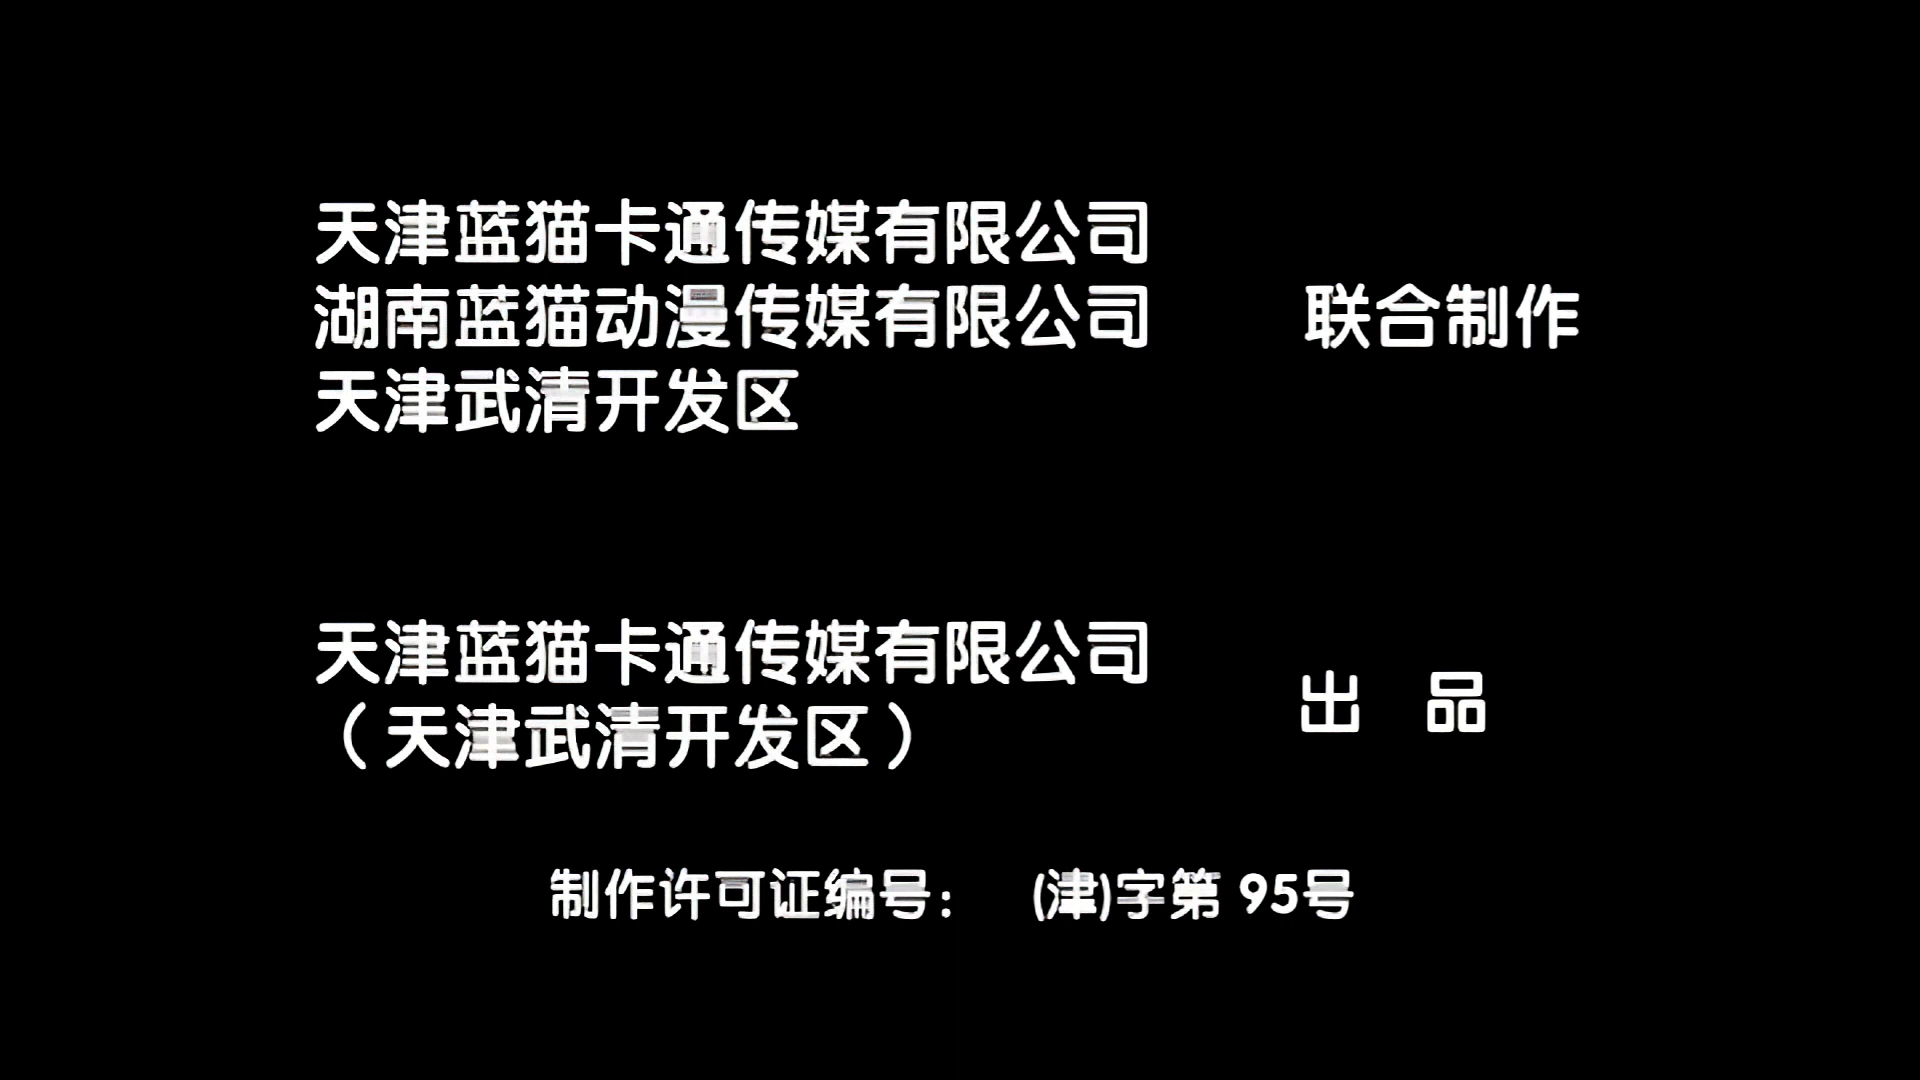 天津蓝猫卡通传媒有限公司
湖南蓝猫动漫传媒有限公司 联合制作
天津武清开发区
天津蓝猫卡通传媒有限公司
（天津武清开发区） 出 品
制作许可证编号： (津)字第 95号